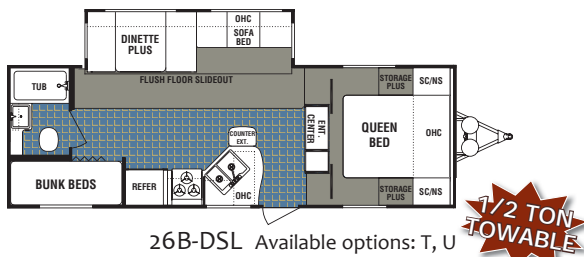 OHC
DINETTE
PLUS
SOFA
BED
FLUSH FLOOR SLIDEOUT
TUB
STORAGE
PLUS
SC/NS
ENT.
CENTER
QUEEN
BED
OHC
COUNTER
EXT.
BUNK BEDS
REFER
OHC
STORAGE
PLUS
SC/NS
26B-DSL Available options: T, U
1/2 TON
TOWABLE